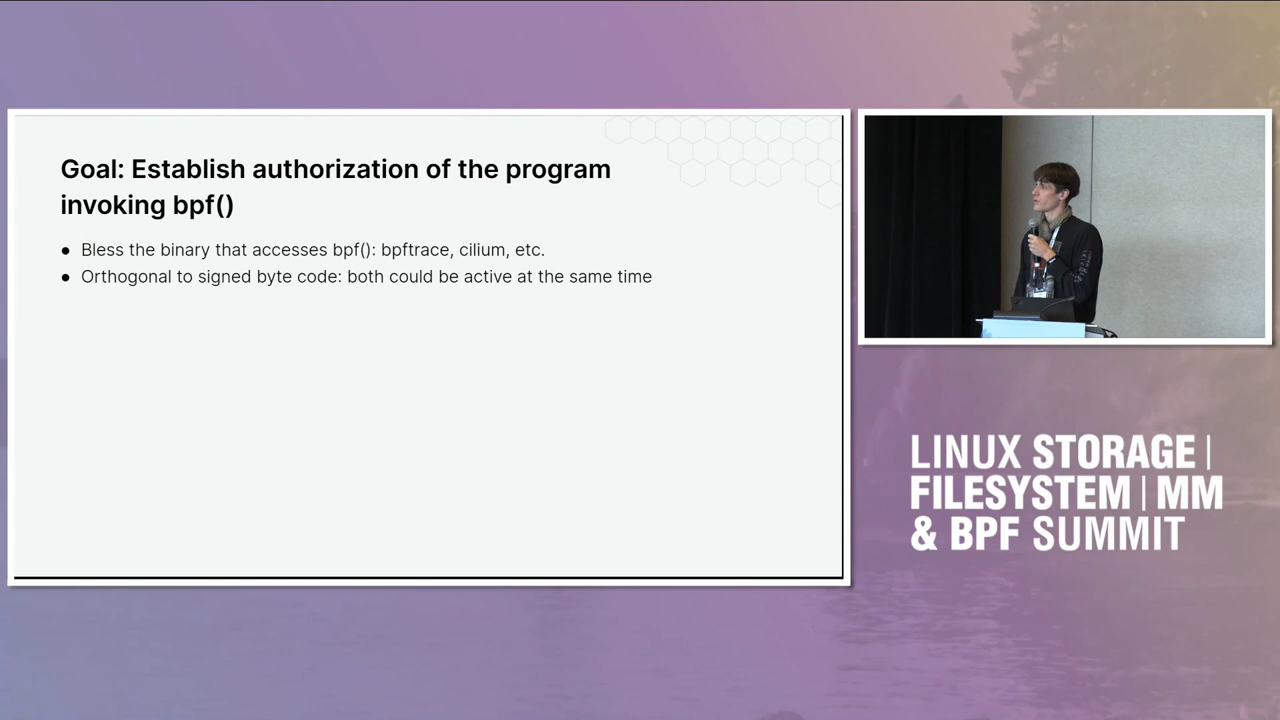 Goal: Establish authorization of the program
invoking bpf()
● Bless the binary that accesses bpf(): bpftrace, cilium, etc.
● Orthogonal to signed byte code: both could be active at the same time
LINUX STORAGE |
FILESYSTEM | MM
& BPF SUMMIT